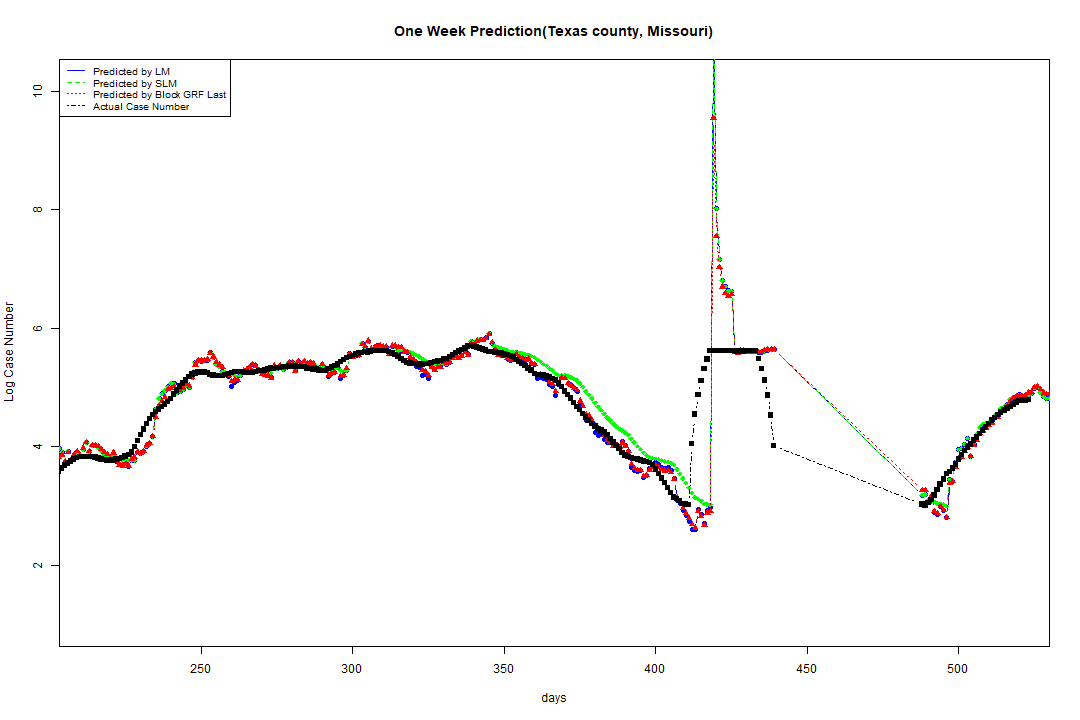 One Week Prediction(Texas county, Missouri)
Predicted by LM
Predicted by SLM
Predicted by Block GRF Last
Actual Case Number
Log Case Number
10
8
6
4
2
250 300 350 400 450 500
days